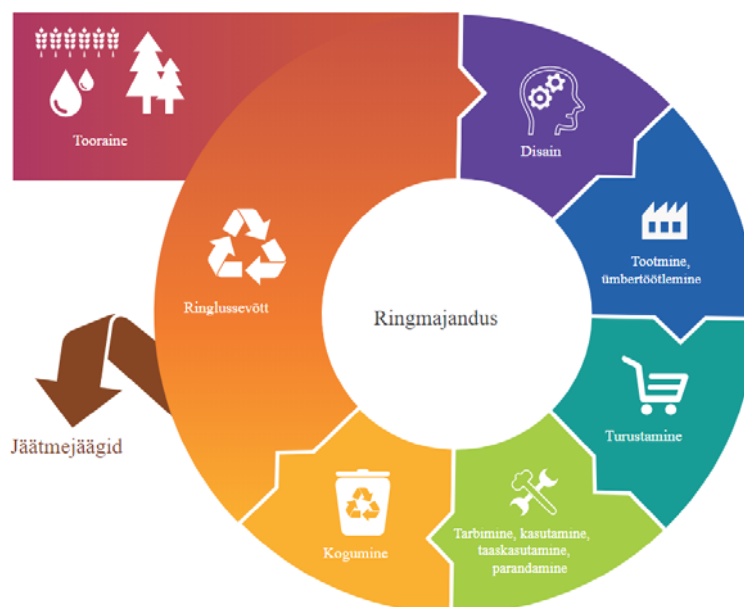 Tooraine
Disain
Tootmine,
ümbertöötlemine
Ringlussevõtt
Ringmajandus
Turustamine
Jäätmejäägid
Kogumine
Tarbimine, kasutamine,
taaskasutamine,
parandamine